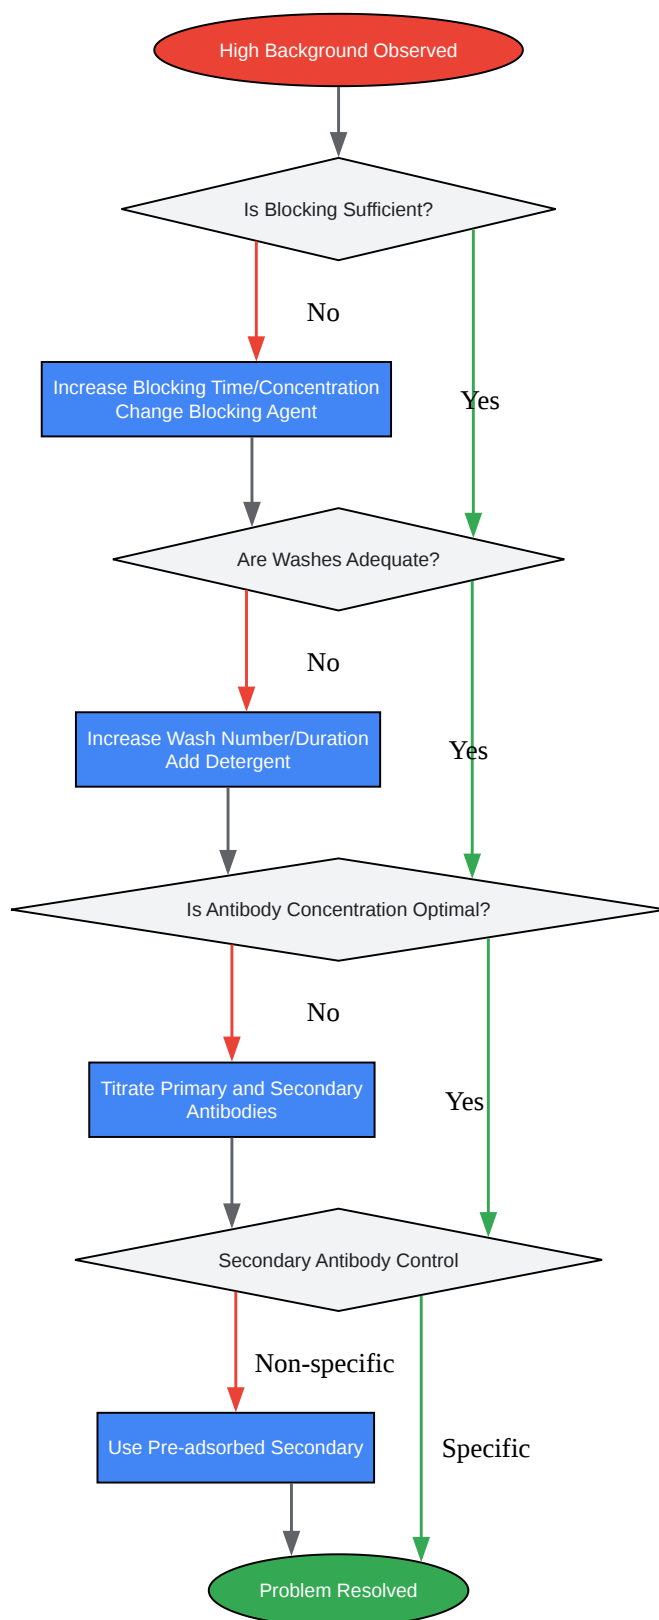 High Background Observed
Is Blocking Sufficient?
No
Increase Blocking Time/Concentration
Change Blocking Agent
Yes
Are Washes Adequate?
No
Increase Wash Number/Duration
Add Detergent
Yes
Is Antibody Concentration Optimal?
No
Titrate Primary and Secondary
Antibodies
Yes
Secondary Antibody Control
Non-specific
Use Pre-adsorbed Secondary
Specific
Problem Resolved